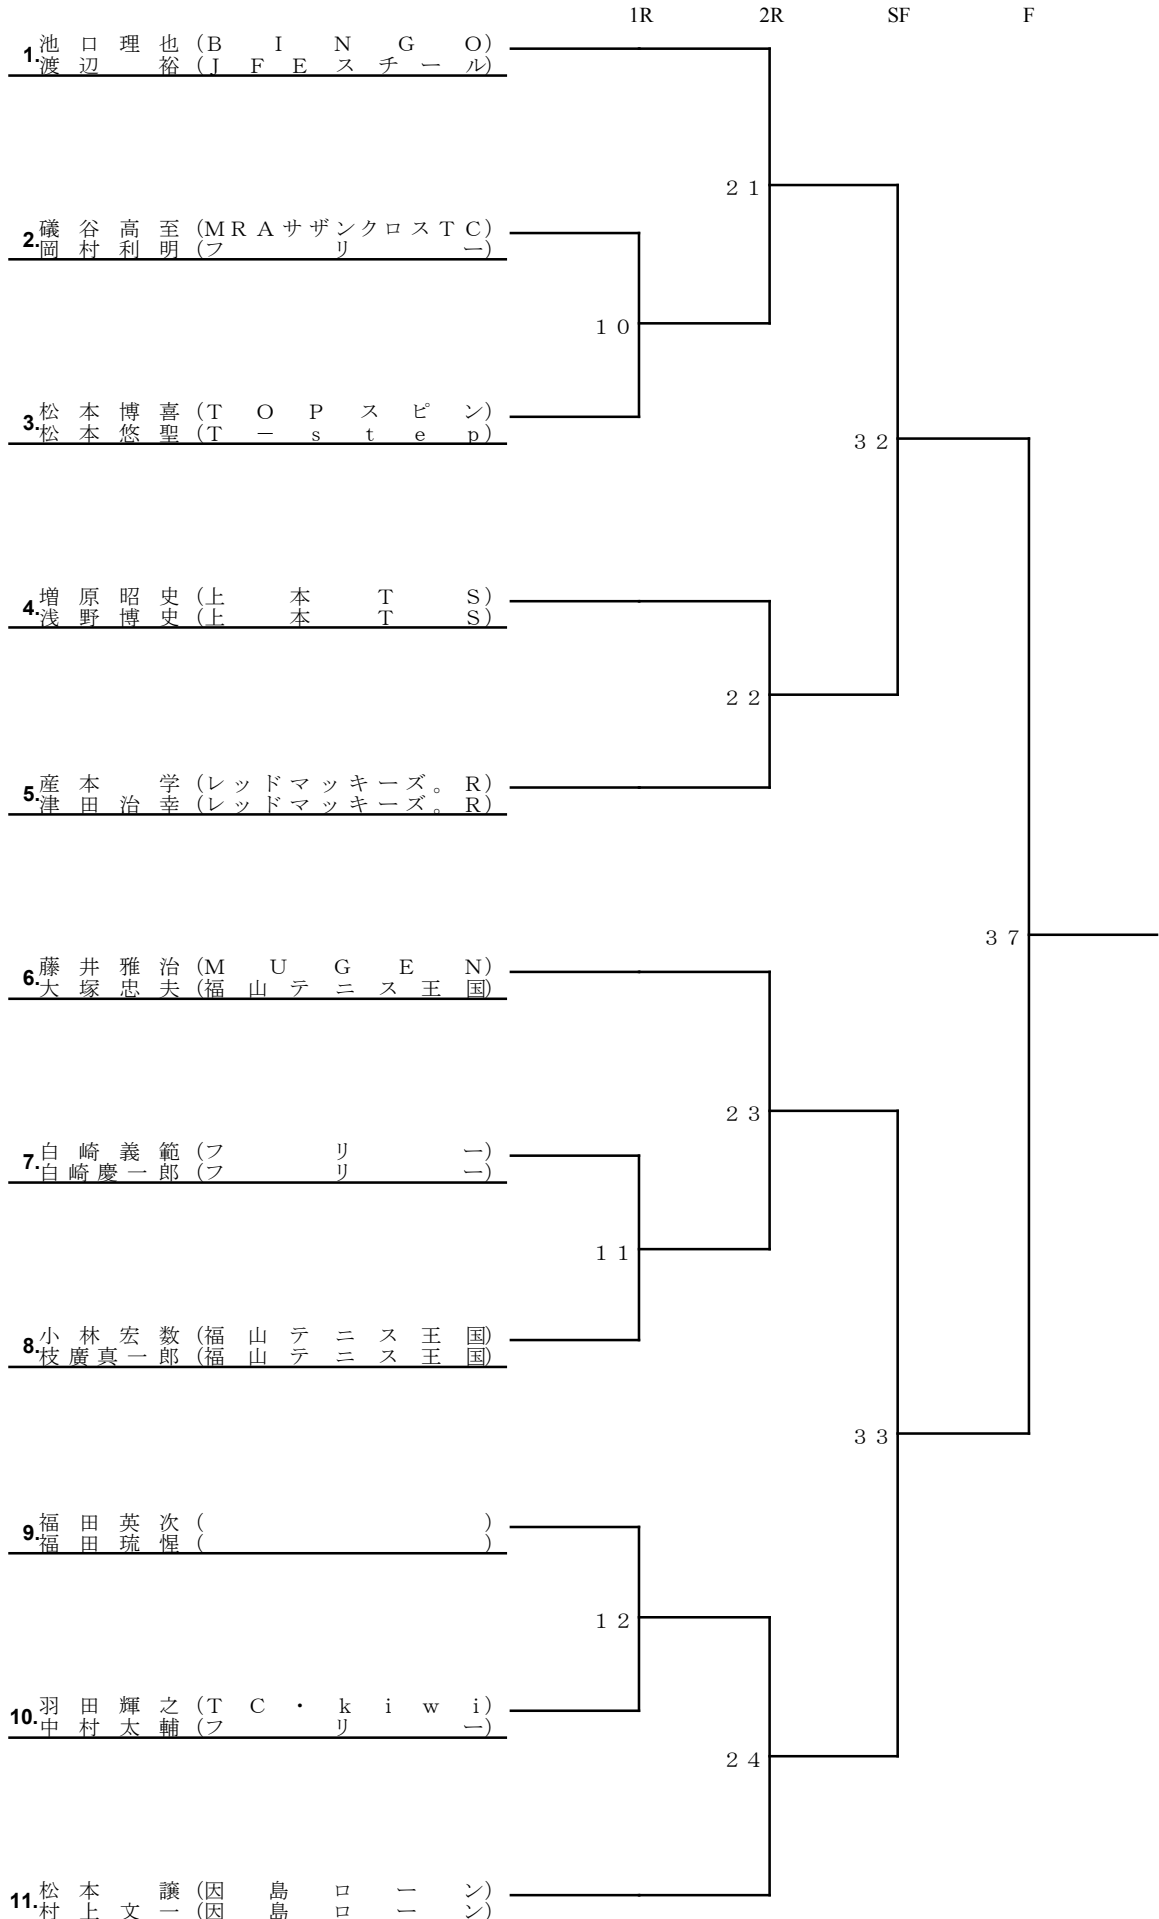 1R 2R SF F
1. 池口理也 (BINGO)
渡辺 裕 (JFEスチール)
21
2. 磯谷高至 (MRAサザンクロスTC)
岡村利明 (フリー)
10
3. 松本博喜 (TOPスピン)
松本悠聖 (T－step)
32
4. 増原昭史 (上本TS)
浅野博史 (上本TS)
22
5. 産本 学 (レッドマッキーズ。R)
津田治幸 (レッドマッキーズ。R)
37
6. 藤井雅治 (MUGEN)
大塚忠夫 (福山テニス王国)
23
7. 白崎義範 (フリー)
白崎慶一郎 (フリー)
11
8. 小林宏数 (福山テニス王国)
枝廣真一郎 (福山テニス王国)
33
9. 福田英次 ( )
福田琉惺 ( )
12
10. 羽田輝之 (TC・kiwi)
中村太輔 (フリー)
24
11. 松本 譲 (因島ローン)
村上文一 (因島ローン)